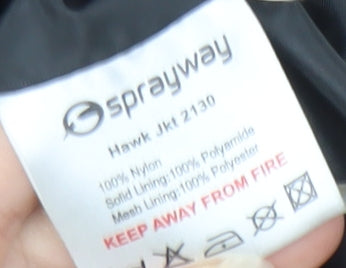 sprayway
Hawk Jkt 2130
100% Nylon
Solid Lining:100% Polyamide
Mesh Lining:100% Polyester
KEEP AWAY FROM FIRE